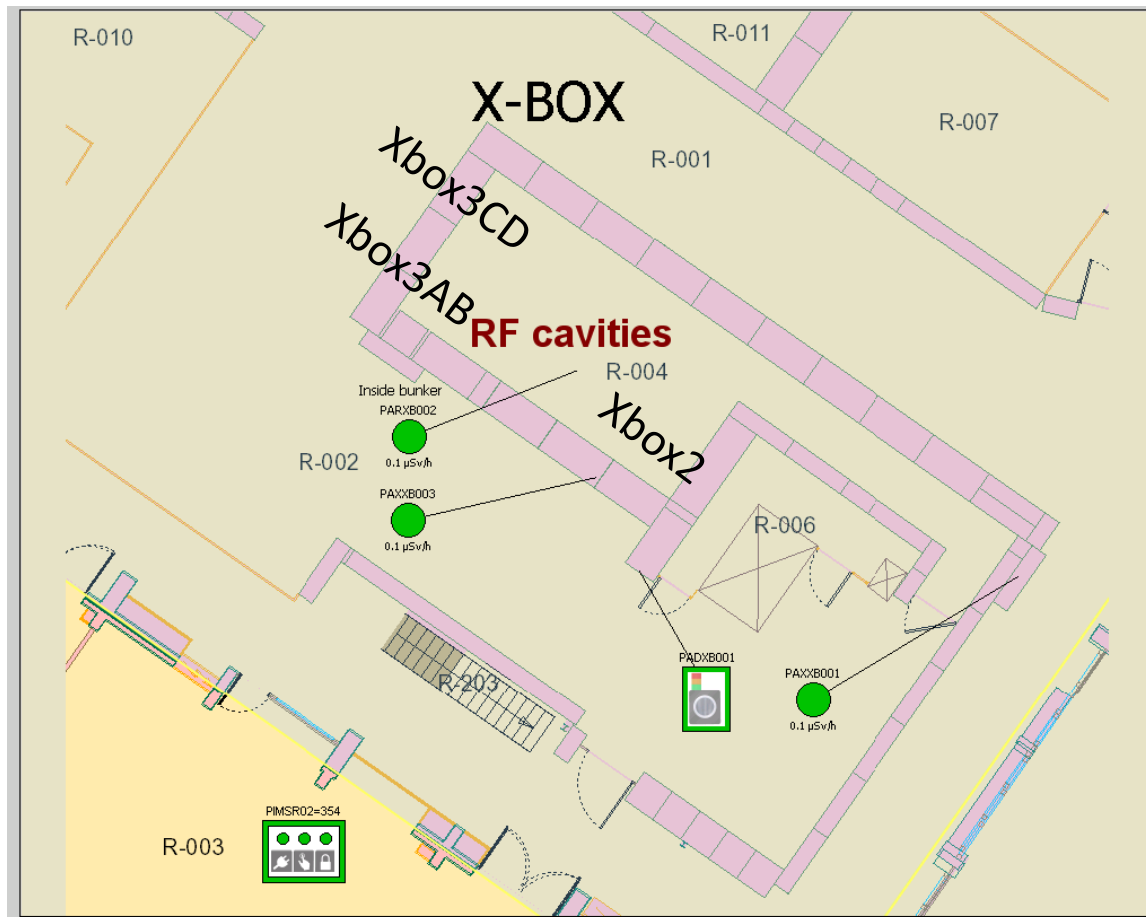 R-010
R-011
X-BOX
R-007
R-001
Xbox3CD
Xbox3AB
RF cavities
R-004
Inside bunker
PARXB002
0.1 µSv/h
Xbox2
R-002
PAXXB003
0.1 µSv/h
R-006
PADXB001
PAXXB001
0.1 µSv/h
R-203
PIMSR02=354
R-003